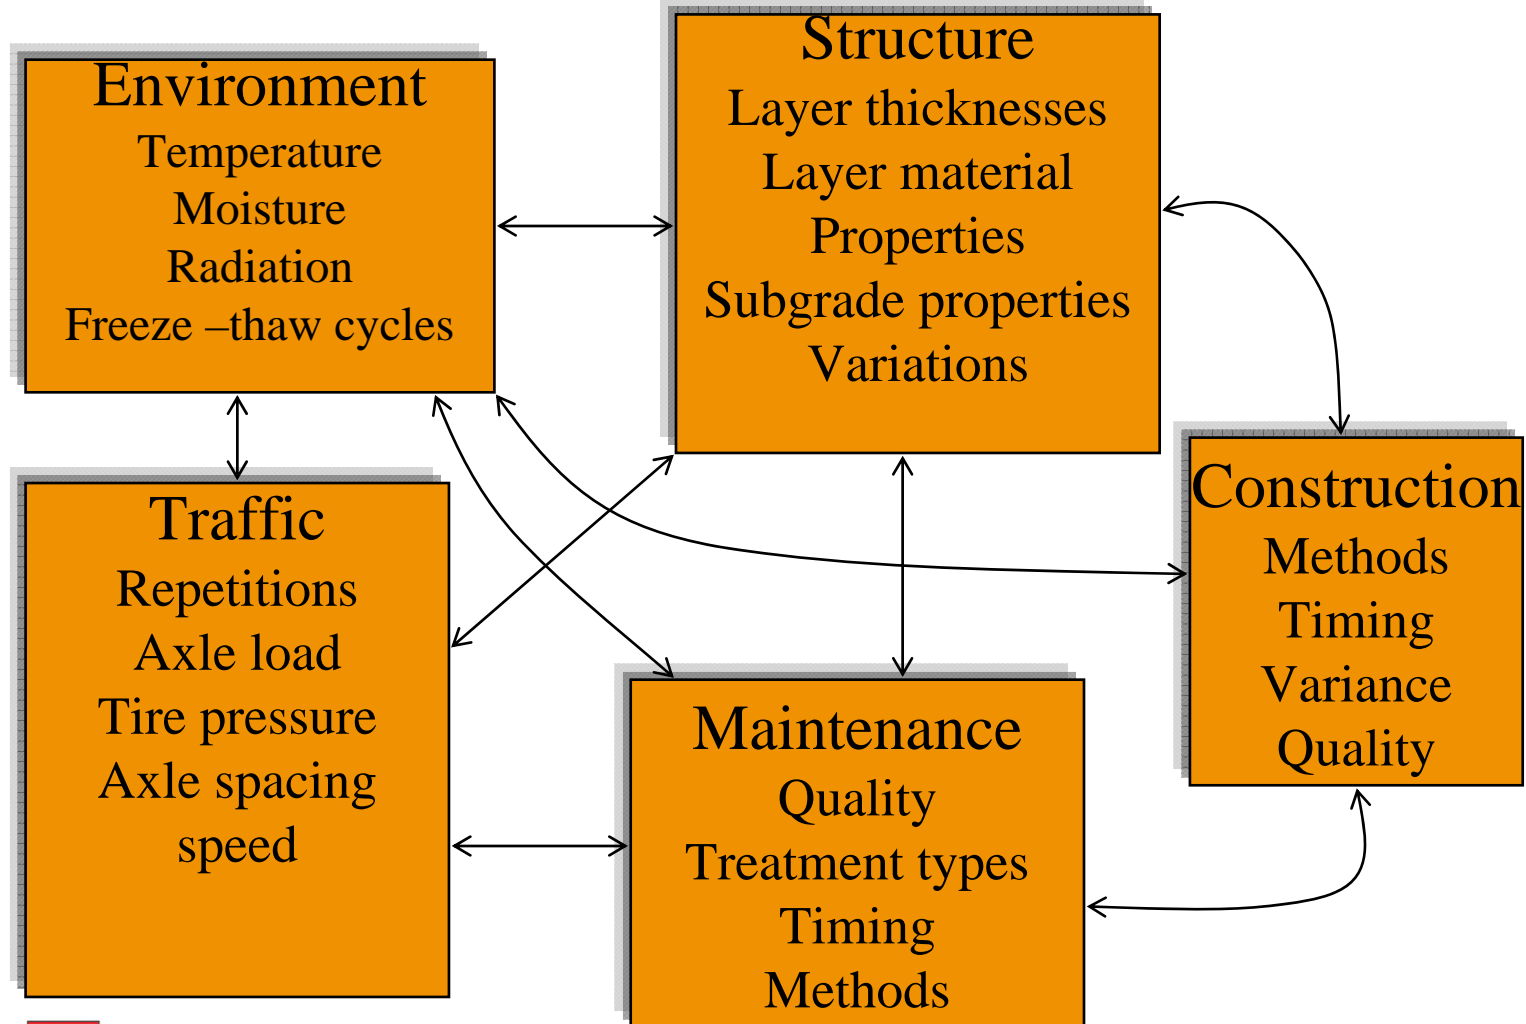 Environment
Temperature
Moisture
Radiation
Freeze –thaw cycles
Structure
Layer thicknesses
Layer material
Properties
Subgrade properties
Variations
Traffic
Repetitions
Axle load
Tire pressure
Axle spacing
speed
Maintenance
Quality
Treatment types
Timing
Methods
Construction
Methods
Timing
Variance
Quality